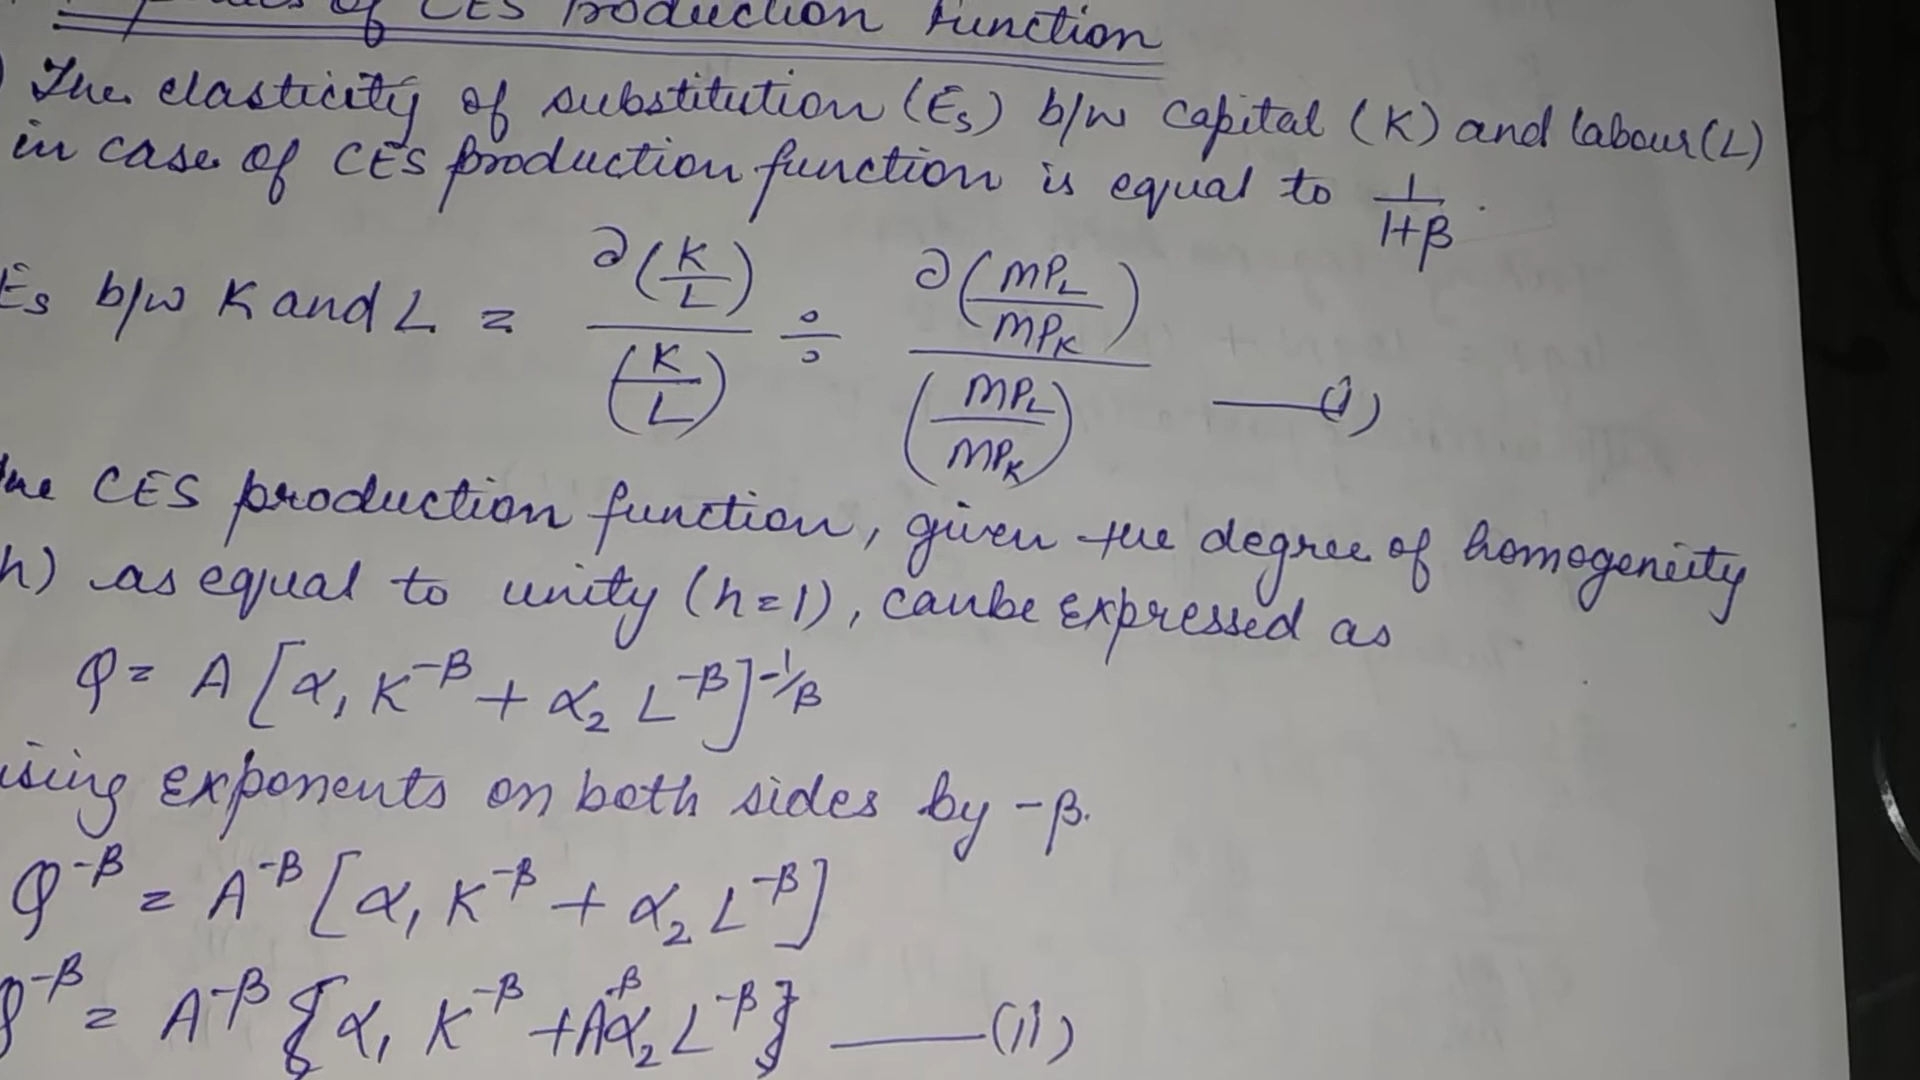 of CES Production Function
The elasticity of substitution (Es) b/w capital (K) and labour (L)
in case of CES production function is equal to 1/(1+β).
Es b/w K and L = ∂(K/L)/(K/L) ÷ ∂(MPL/MPK)/(MPL/MPK) —(i)
CES production function, given the degree of homogeneity
h) as equal to unity (h=1), can be expressed as
Q = A [α₁ K^-β + α₂ L^-β]^-1/β
ising exponents on both sides by -β.
Q^-β = A^-β [α₁ K^-β + α₂ L^-β]
Q^-β = A^-β {α₁ K^-β + A^-β α₂ L^-β} —(ii)